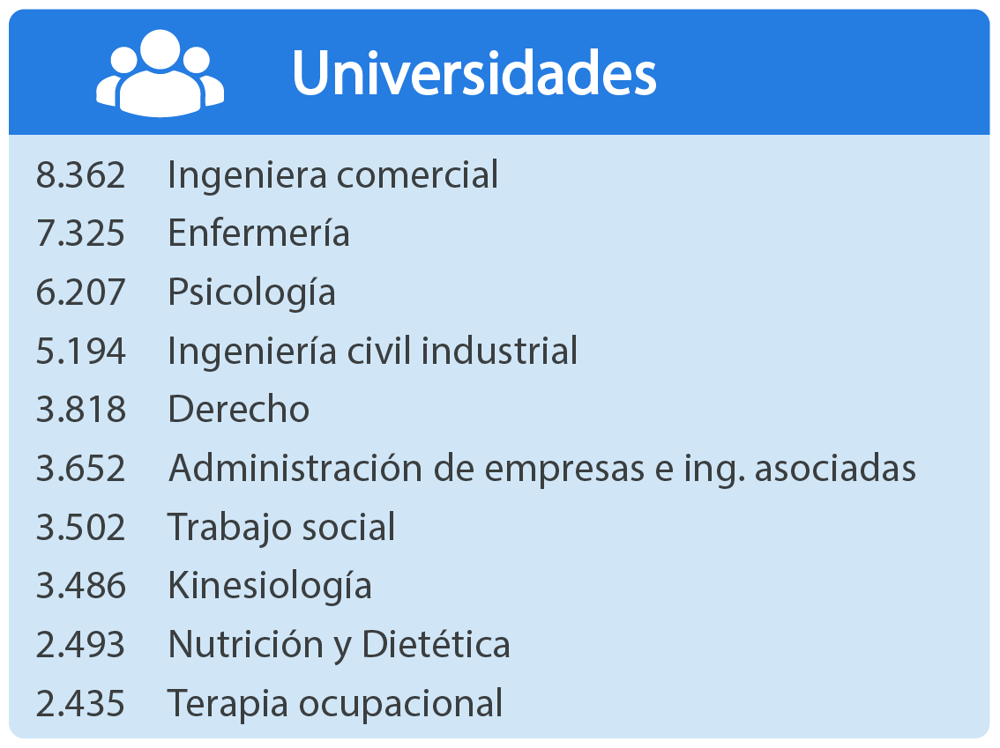 Universidades
8.362 Ingeniera comercial
7.325 Enfermería
6.207 Psicología
5.194 Ingeniería civil industrial
3.818 Derecho
3.652 Administración de empresas e ing. asociadas
3.502 Trabajo social
3.486 Kinesiología
2.493 Nutrición y Dietética
2.435 Terapia ocupacional